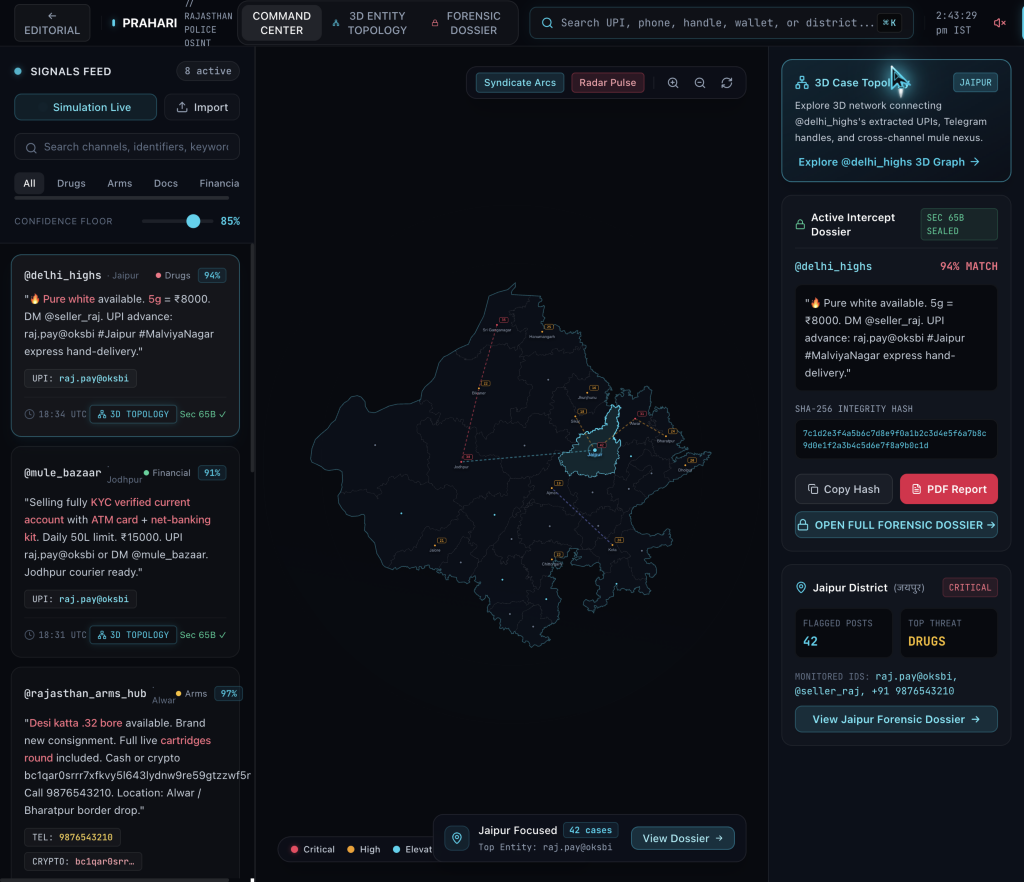 ←
EDITORIAL
PRAHARI
// RAJASTHAN POLICE OSINT
COMMAND CENTER
3D ENTITY TOPOLOGY
FORENSIC DOSSIER
Search UPI, phone, handle, wallet, or district...
⌘K
2:43:29 pm IST
SIGNALS FEED
8 active
Simulation Live
Import
Search channels, identifiers, keyword
All
Drugs
Arms
Docs
Financia
CONFIDENCE FLOOR
85%
@delhi_highs · Jaipur
Drugs
94%
"🔥 Pure white available. 5g = ₹8000.
DM @seller_raj. UPI advance:
raj.pay@oksbi #Jaipur #MalviyaNagar
express hand-delivery."
UPI: raj.pay@oksbi
18:34 UTC
3D TOPOLOGY
Sec 65B ✓
@mule_bazaar · Jodhpur
Financial
91%
"Selling fully KYC verified current
account with ATM card + net-banking
kit. Daily 50L limit. ₹15000. UPI
raj.pay@oksbi or DM @mule_bazaar.
Jodhpur courier ready."
UPI: raj.pay@oksbi
18:31 UTC
3D TOPOLOGY
Sec 65B ✓
@rajasthan_arms_hub · Alwar
Arms
97%
"Desi katta .32 bore available. Brand
new consignment. Full live cartridges
round included. Cash or crypto
bc1qar0srrr7xfkvy5l643lydnw9re59gtzzwf5r
Call 9876543210. Location: Alwar /
Bharatpur border drop."
TEL: 9876543210
CRYPTO: bc1qar0srr…
Syndicate Arcs
Radar Pulse
Jodhpur
Jaipur
Kota
Critical
High
Elevat
Jaipur Focused
42 cases
Top Entity: raj.pay@oksbi
View Dossier →
3D Case Topo
JAIPUR
Explore 3D network connecting
@delhi_highs's extracted UPIs, Telegram
handles, and cross-channel mule nexus.
Explore @delhi_highs 3D Graph →
Active Intercept
Dossier
SEC 65B
SEALED
@delhi_highs
94% MATCH
"🔥 Pure white available. 5g =
₹8000. DM @seller_raj. UPI
advance: raj.pay@oksbi #Jaipur
#MalviyaNagar express hand-
delivery."
SHA-256 INTEGRITY HASH
7c1d2e3f4a5b6c7d8e9f0a1b2c3d4e5f6a7b8c
9d0e1f2a3b4c5d6e7f8a9b0c1d
Copy Hash
PDF Report
OPEN FULL FORENSIC DOSSIER →
Jaipur District (जयपुर)
CRITICAL
FLAGGED POSTS
42
TOP THREAT
DRUGS
MONITORED IDS: raj.pay@oksbi,
@seller_raj, +91 9876543210
View Jaipur Forensic Dossier →